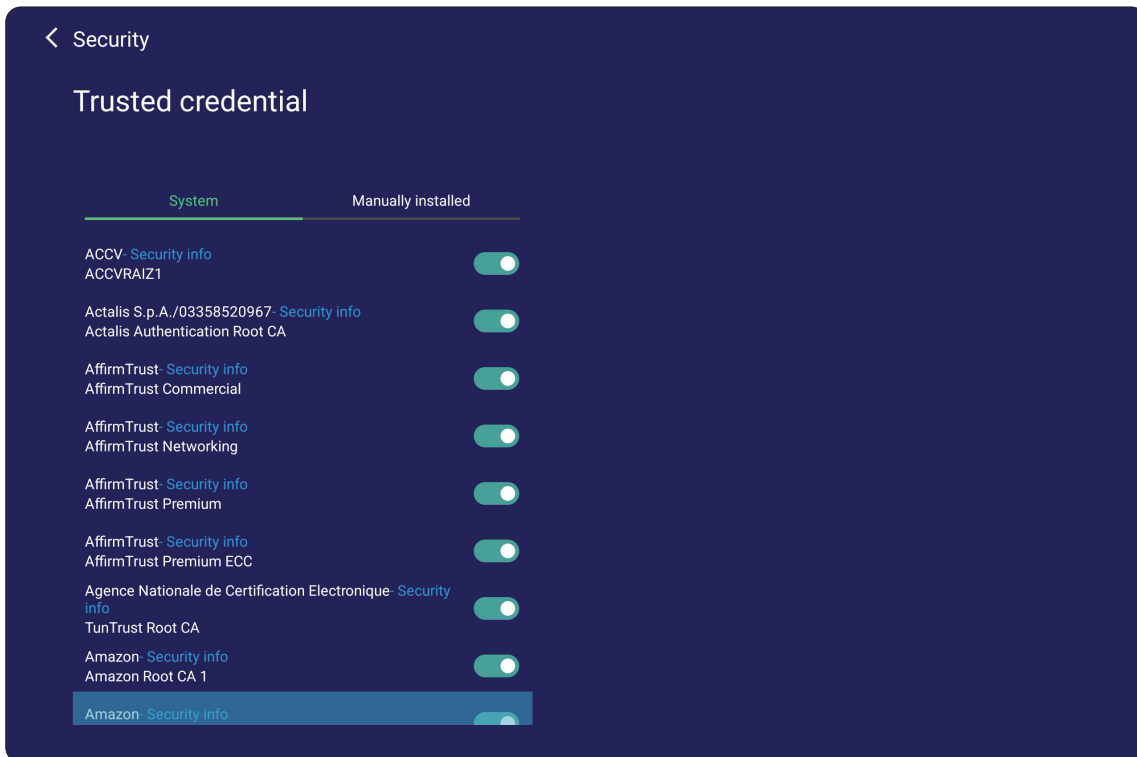 Security
Trusted credential
System
Manually installed
ACCV- Security info
ACCVRAIZ1
Actalis S.p.A./03358520967- Security info
Actalis Authentication Root CA
AffirmTrust- Security info
AffirmTrust Commercial
AffirmTrust- Security info
AffirmTrust Networking
AffirmTrust- Security info
AffirmTrust Premium
AffirmTrust- Security info
AffirmTrust Premium ECC
Agence Nationale de Certification Electronique- Security
info
TunTrust Root CA
Amazon- Security info
Amazon Root CA 1
Amazon- Security info